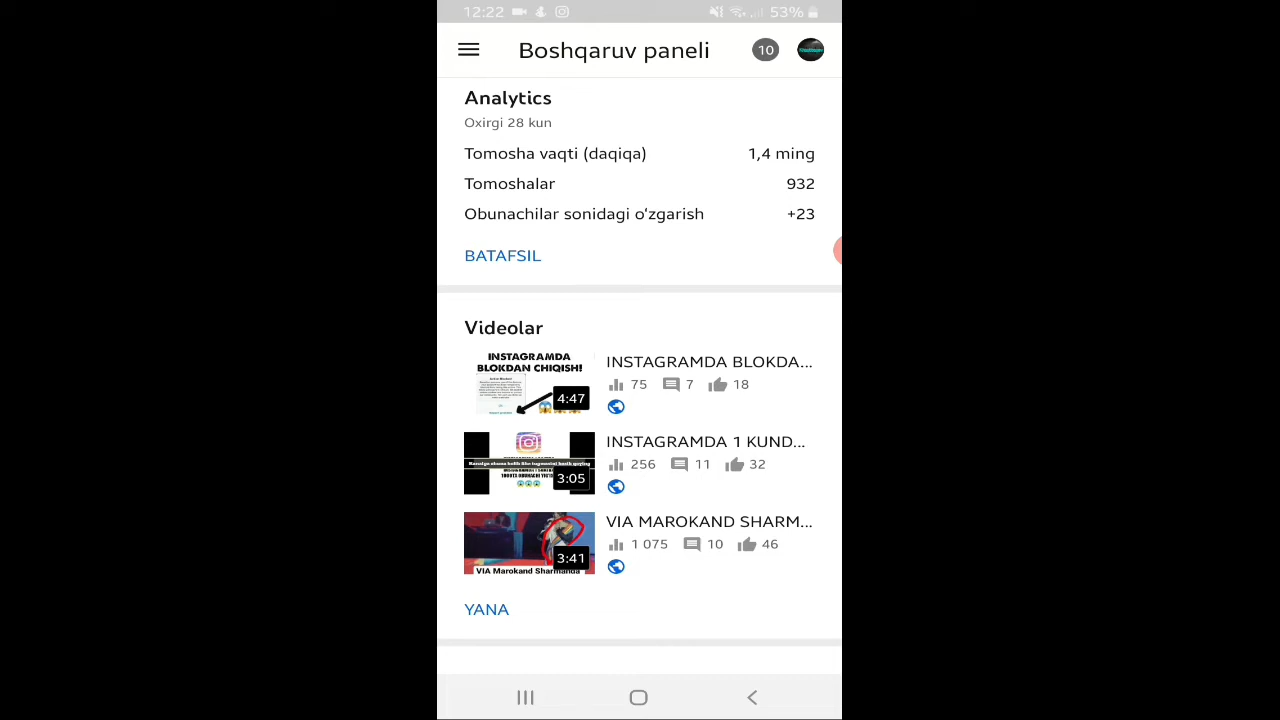 12:22
53%
Boshqaruv paneli
10
Analytics
Oxirgi 28 kun
Tomosha vaqti (daqiqa) 1,4 ming
Tomoshalar 932
Obunachilar sonidagi o‘zgarish +23
BATAFSIL
Videolar
INSTAGRAMDA
BLOKDAN CHIQISH!
4:47
INSTAGRAMDA BLOKDA...
75 7 18
3:05
INSTAGRAMDA 1 KUND...
256 11 32
3:41
VIA Marokand Sharmanda
VIA MAROKAND SHARM...
1 075 10 46
YANA